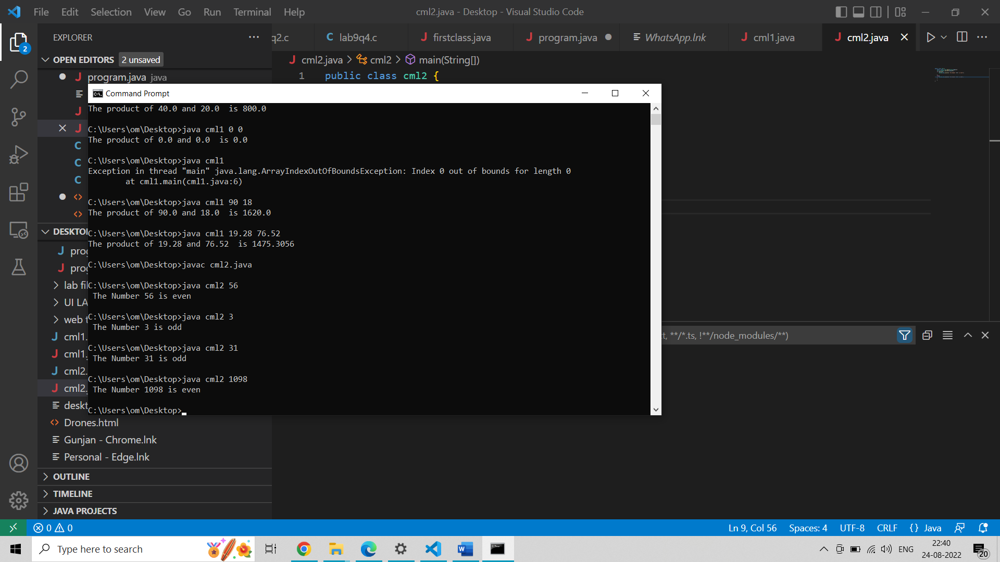 File Edit Selection View Go Run Terminal Help
cml2.java - Desktop - Visual Studio Code
EXPLORER
q2.c
lab9q4.c
firstclass.java
program.java
WhatsApp.lnk
cml1.java
cml2.java
OPEN EDITORS 2 unsaved
cml2.java > cml2 > main(String[])
program.java java
1 public class cml2 {
Command Prompt
The product of 40.0 and 20.0  is 800.0
C:\Users\om\Desktop>java cml1 0 0
The product of 0.0 and 0.0  is 0.0
C:\Users\om\Desktop>java cml1
Exception in thread "main" java.lang.ArrayIndexOutOfBoundsException: Index 0 out of bounds for length 0
at cml1.main(cml1.java:6)
C:\Users\om\Desktop>java cml1 90 18
The product of 90.0 and 18.0  is 1620.0
C:\Users\om\Desktop>java cml1 19.28 76.52
The product of 19.28 and 76.52  is 1475.3056
C:\Users\om\Desktop>javac cml2.java
C:\Users\om\Desktop>java cml2 56
The Number 56 is even
C:\Users\om\Desktop>java cml2 3
The Number 3 is odd
C:\Users\om\Desktop>java cml2 31
The Number 31 is odd
C:\Users\om\Desktop>java cml2 1098
The Number 1098 is even
C:\Users\om\Desktop>
DESKTO
prog
prog
lab fil
UI LA
web t
cml1.
cml1.
cml2.
cml2.
deskt
Drones.html
Gunjan - Chrome.lnk
Personal - Edge.lnk
OUTLINE
TIMELINE
JAVA PROJECTS
t, **/*.ts, !**/node_modules/**)
0 0
Ln 9, Col 56 Spaces: 4 UTF-8 CRLF {} Java
Type here to search
ENG
22:40
24-08-2022
20